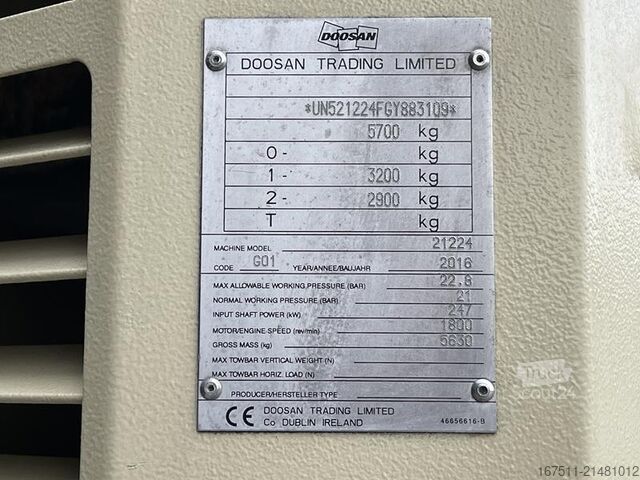 DOOSAN
DOOSAN TRADING LIMITED
*UN521224FGY883109*
5700 kg
0 - kg
1 - 3200 kg
2 - 2900 kg
T kg
MACHINE MODEL 21224
CODE G01 YEAR/ANNEE/BAUJAHR 2016
MAX ALLOWABLE WORKING PRESSURE (BAR) 22.8
NORMAL WORKING PRESSURE (BAR) 21
INPUT SHAFT POWER (kW) 247
MOTOR/ENGINE SPEED (rev/min) 1800
GROSS MASS (kg) 5630
MAX TOWBAR VERTICAL WEIGHT (N)
MAX TOWBAR HORIZ. LOAD (N)
PRODUCER/HERSTELLER TYPE
CE DOOSAN TRADING LIMITED
Co DUBLIN IRELAND 46656616-B
167511-21481012